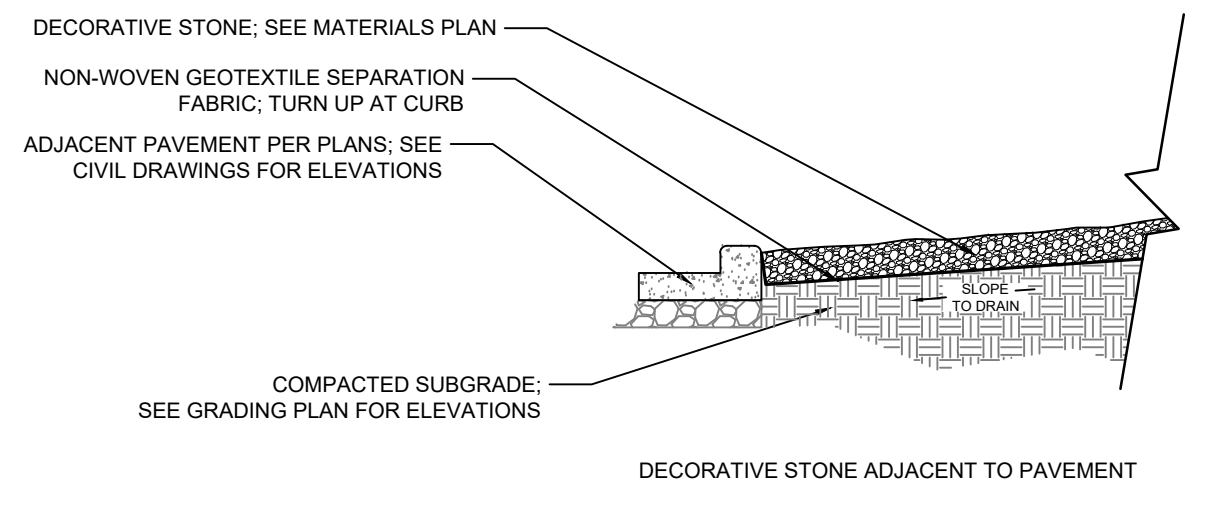 DECORATIVE STONE; SEE MATERIALS PLAN
NON-WOVEN GEOTEXTILE SEPARATION
FABRIC; TURN UP AT CURB
ADJACENT PAVEMENT PER PLANS; SEE
CIVIL DRAWINGS FOR ELEVATIONS
SLOPE
TO DRAIN
COMPACTED SUBGRADE;
SEE GRADING PLAN FOR ELEVATIONS
DECORATIVE STONE ADJACENT TO PAVEMENT